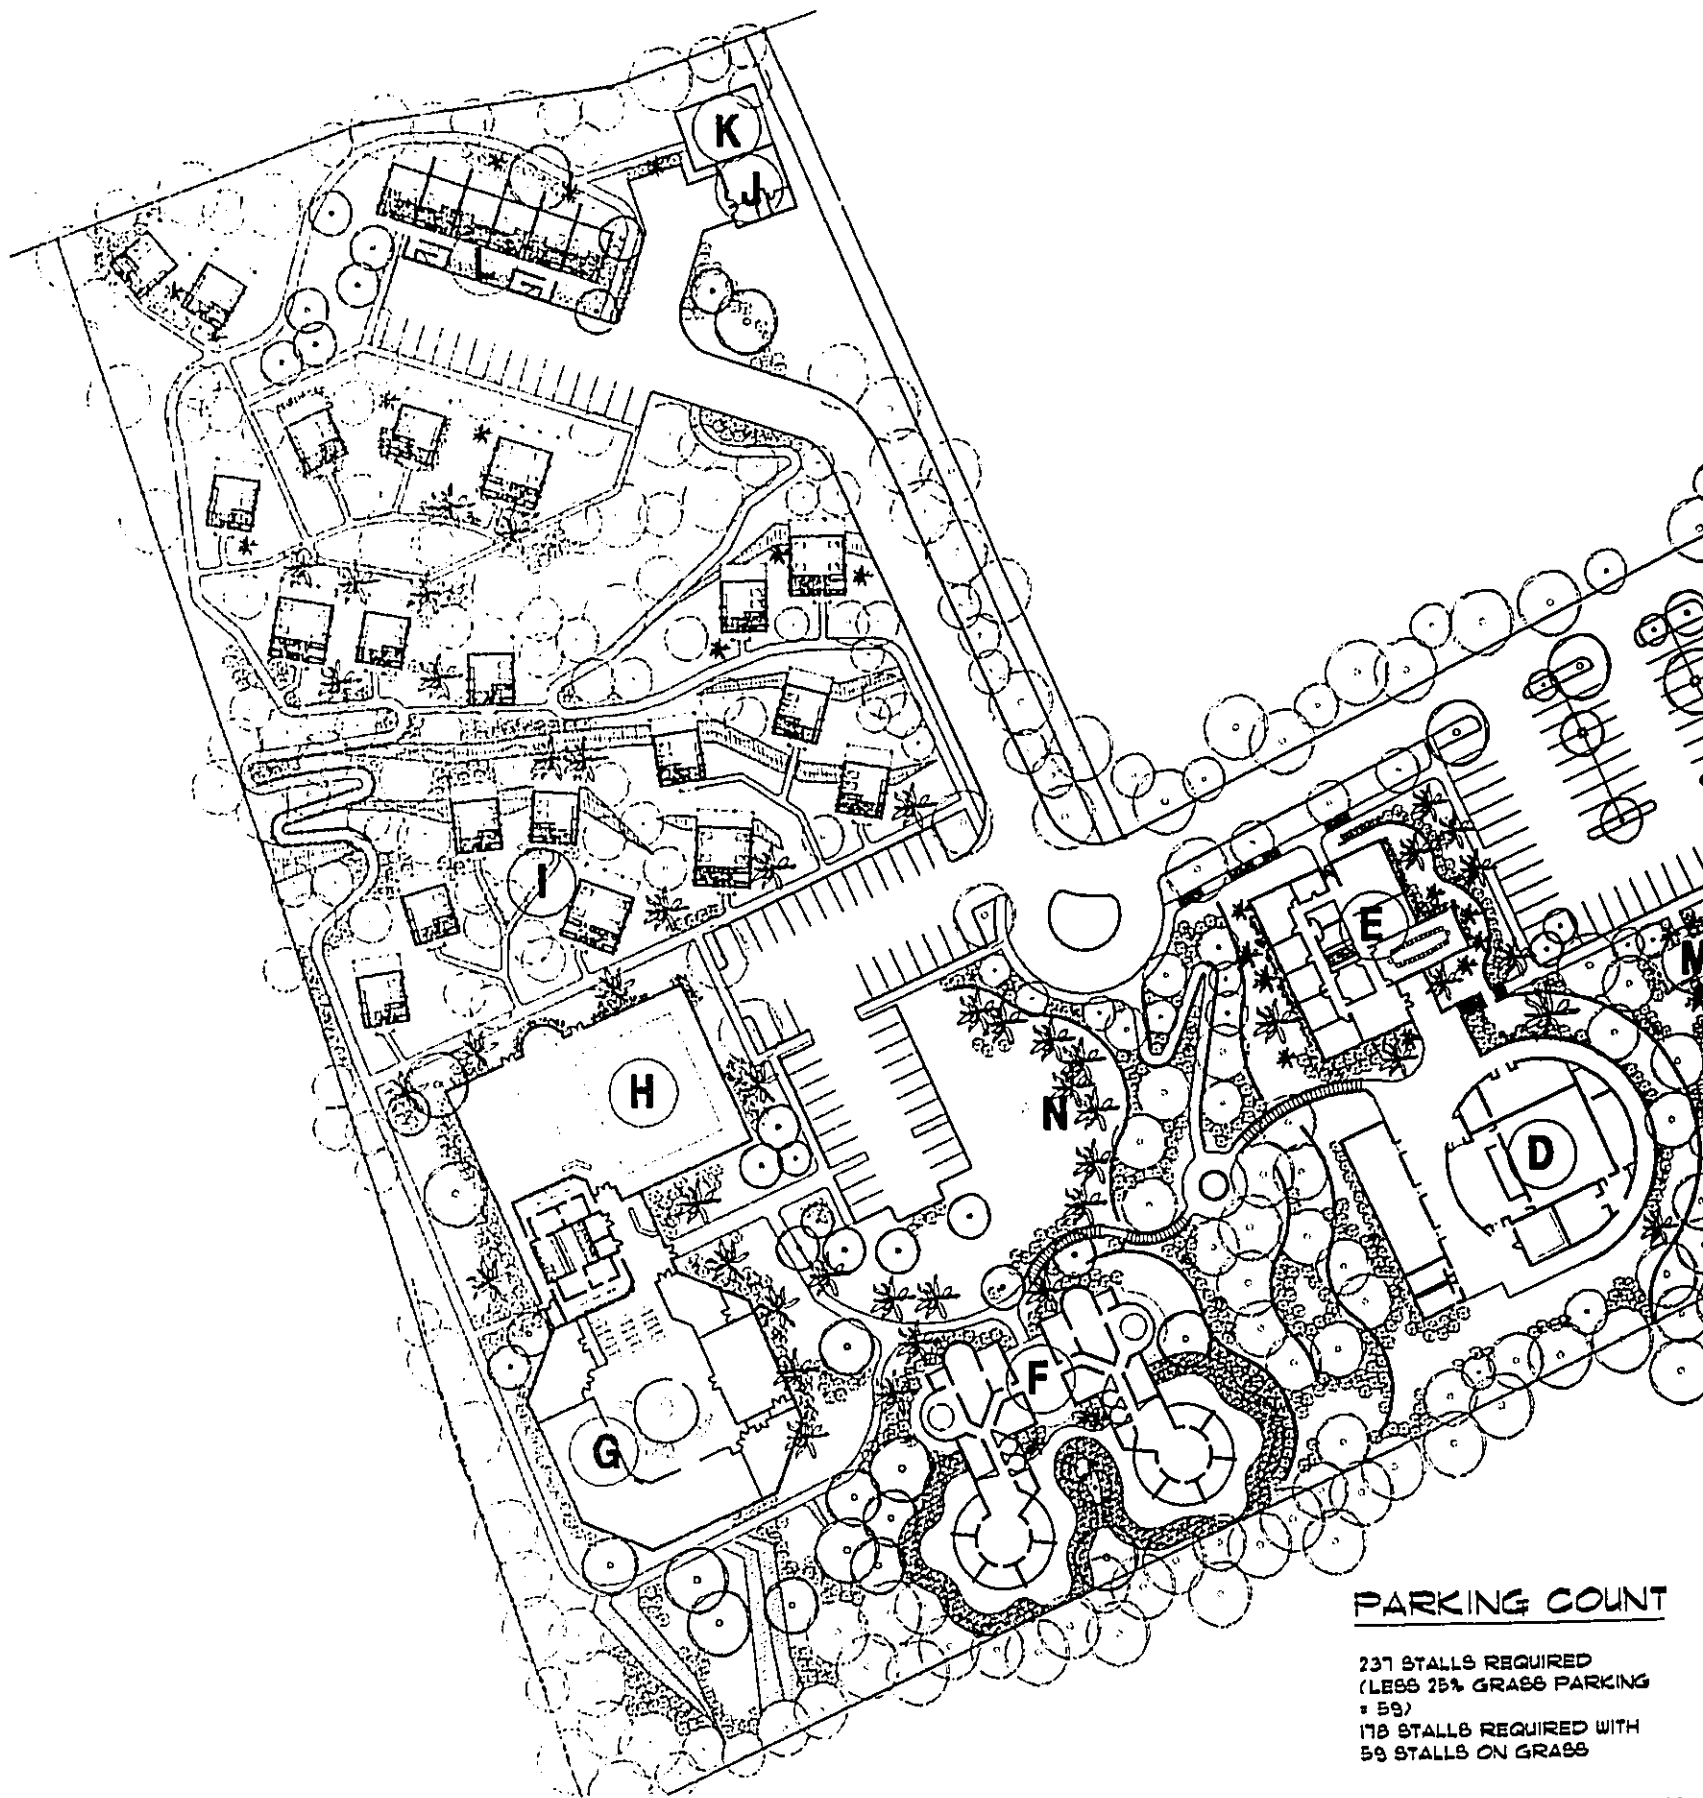 K
J
I
E
M
H
N
D
F
G
PARKING COUNT
237 STALLS REQUIRED
(LESS 25% GRASS PARKING
= 59)
178 STALLS REQUIRED WITH
59 STALLS ON GRASS